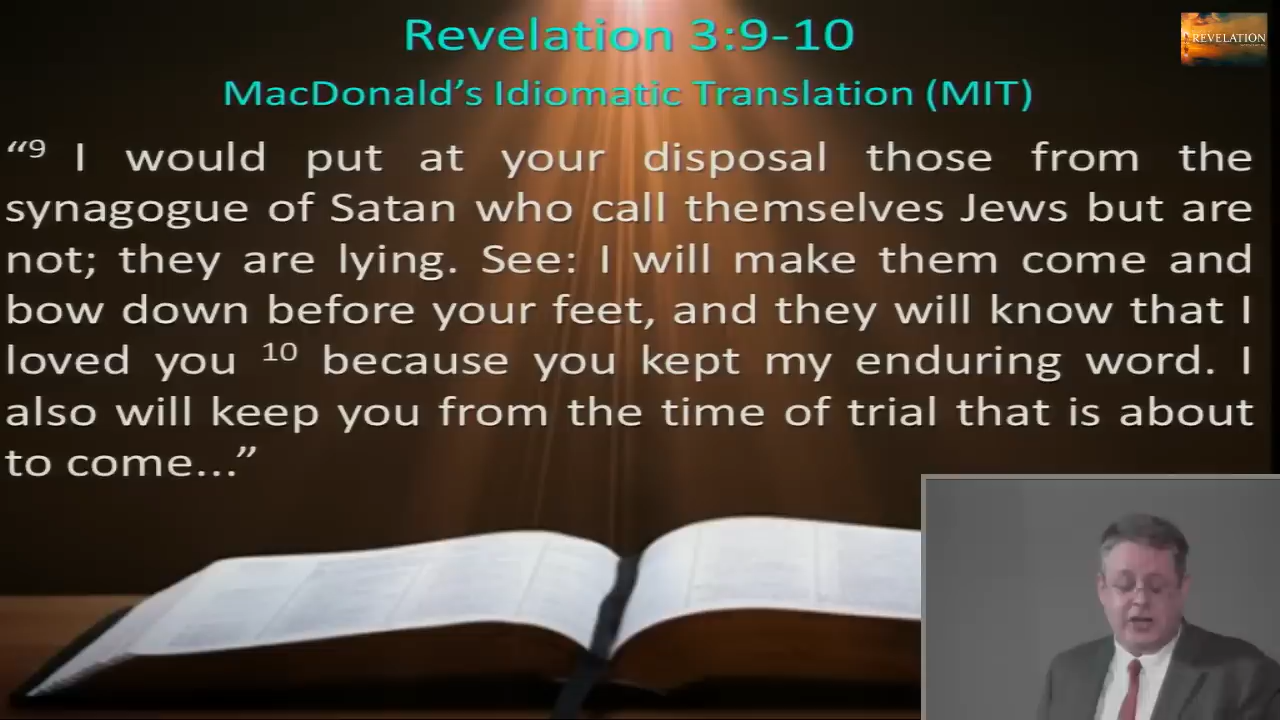 Revelation 3:9-10
REVELATION
MacDonald’s Idiomatic Translation (MIT)
“9 I would put at your disposal those from the
synagogue of Satan who call themselves Jews but are
not; they are lying. See: I will make them come and
bow down before your feet, and they will know that I
loved you 10 because you kept my enduring word. I
also will keep you from the time of trial that is about
to come...”